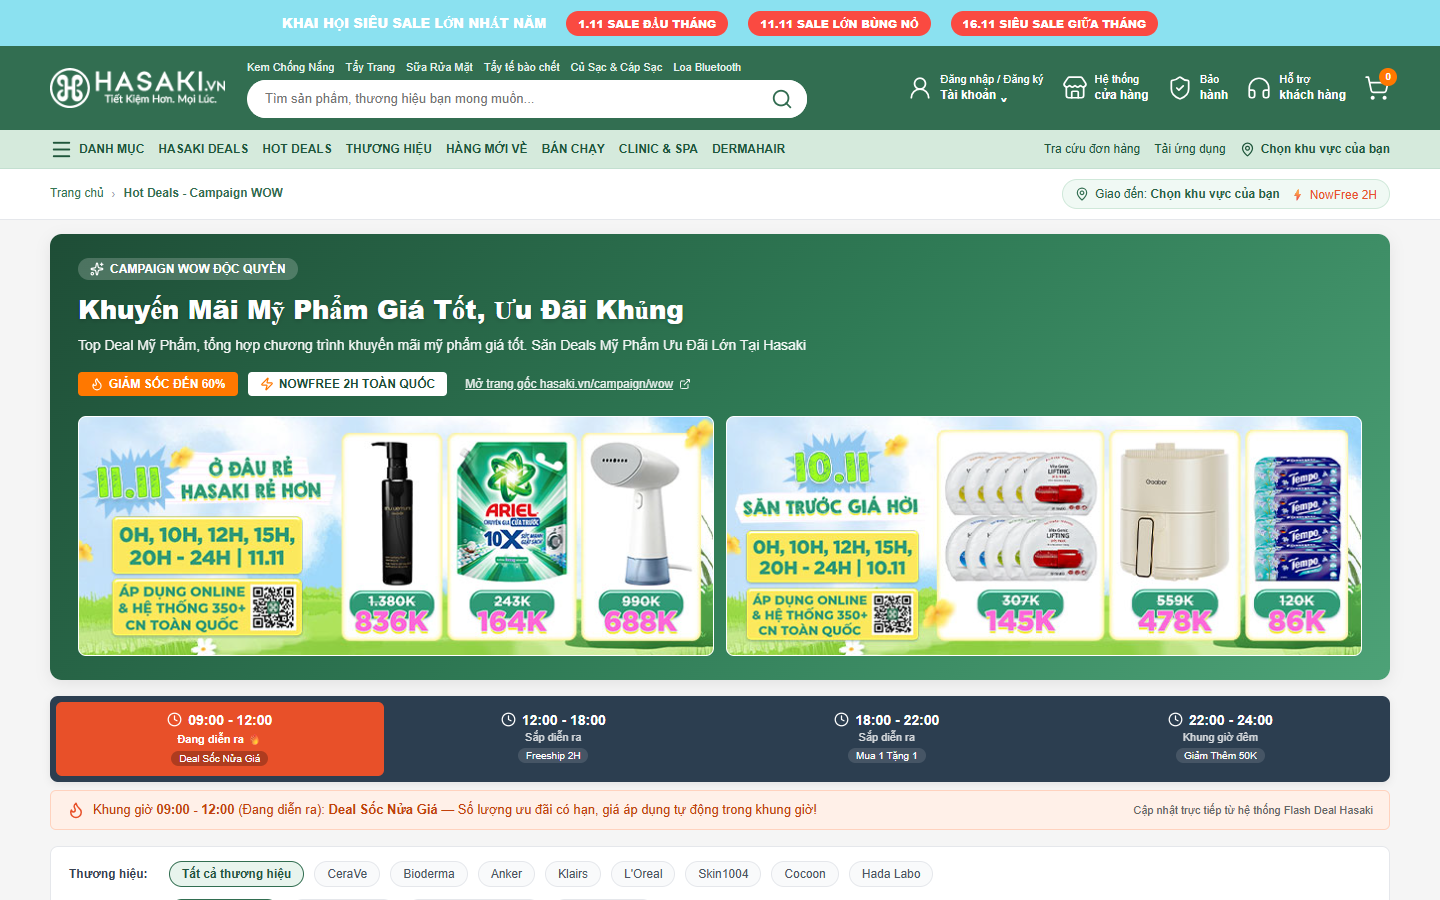 KHAI HỘI SIÊU SALE LỚN NHẤT NĂM
1.11 SALE ĐẦU THÁNG
11.11 SALE LỚN BÙNG NỔ
16.11 SIÊU SALE GIỮA THÁNG
HASAKI.VN
Tiết Kiệm Hơn. Mọi Lúc.
Kem Chống Nắng Tẩy Trang Sữa Rửa Mặt Tẩy tế bào chết Củ Sạc & Cáp Sạc Loa Bluetooth
Tìm sản phẩm, thương hiệu bạn mong muốn...
Đăng nhập / Đăng ký
Tài khoản
Hệ thống
cửa hàng
Bảo
hành
Hỗ trợ
khách hàng
0
DANH MỤC HASAKI DEALS HOT DEALS THƯƠNG HIỆU HÀNG MỚI VỀ BÁN CHẠY CLINIC & SPA DERMAHAIR
Tra cứu đơn hàng Tải ứng dụng Chọn khu vực của bạn
Trang chủ › Hot Deals - Campaign WOW
Giao đến: Chọn khu vực của bạn NowFree 2H
CAMPAIGN WOW ĐỘC QUYỀN
Khuyến Mãi Mỹ Phẩm Giá Tốt, Ưu Đãi Khủng
Top Deal Mỹ Phẩm, tổng hợp chương trình khuyến mãi mỹ phẩm giá tốt. Săn Deals Mỹ Phẩm Ưu Đãi Lớn Tại Hasaki
GIẢM SỐC ĐẾN 60%
NOWFREE 2H TOÀN QUỐC
Mở trang gốc hasaki.vn/campaign/wow
11.11
Ở ĐÂU RẺ
HASAKI RẺ HƠN
0H, 10H, 12H, 15H,
20H - 24H | 11.11
ÁP DỤNG ONLINE
& HỆ THỐNG 350+
CN TOÀN QUỐC
1.380K
836K
ARIEL
CHUYÊN GIA CỬA TRƯỚC
10X
243K
164K
990K
688K
10.11
SĂN TRƯỚC GIÁ HỜI
0H, 10H, 12H, 15H,
20H - 24H | 10.11
ÁP DỤNG ONLINE
& HỆ THỐNG 350+
CN TOÀN QUỐC
LIFTING
LIFTING
307K
145K
Gaabor
559K
478K
Tempo
Tempo
Tempo
Tempo
120K
86K
09:00 - 12:00
Đang diễn ra
Deal Sốc Nửa Giá
12:00 - 18:00
Sắp diễn ra
Freeship 2H
18:00 - 22:00
Sắp diễn ra
Mua 1 Tặng 1
22:00 - 24:00
Khung giờ đêm
Giảm Thêm 50K
Khung giờ 09:00 - 12:00 (Đang diễn ra): Deal Sốc Nửa Giá — Số lượng ưu đãi có hạn, giá áp dụng tự động trong khung giờ!
Cập nhật trực tiếp từ hệ thống Flash Deal Hasaki
Thương hiệu: Tất cả thương hiệu CeraVe Bioderma Anker Klairs L'Oreal Skin1004 Cocoon Hada Labo